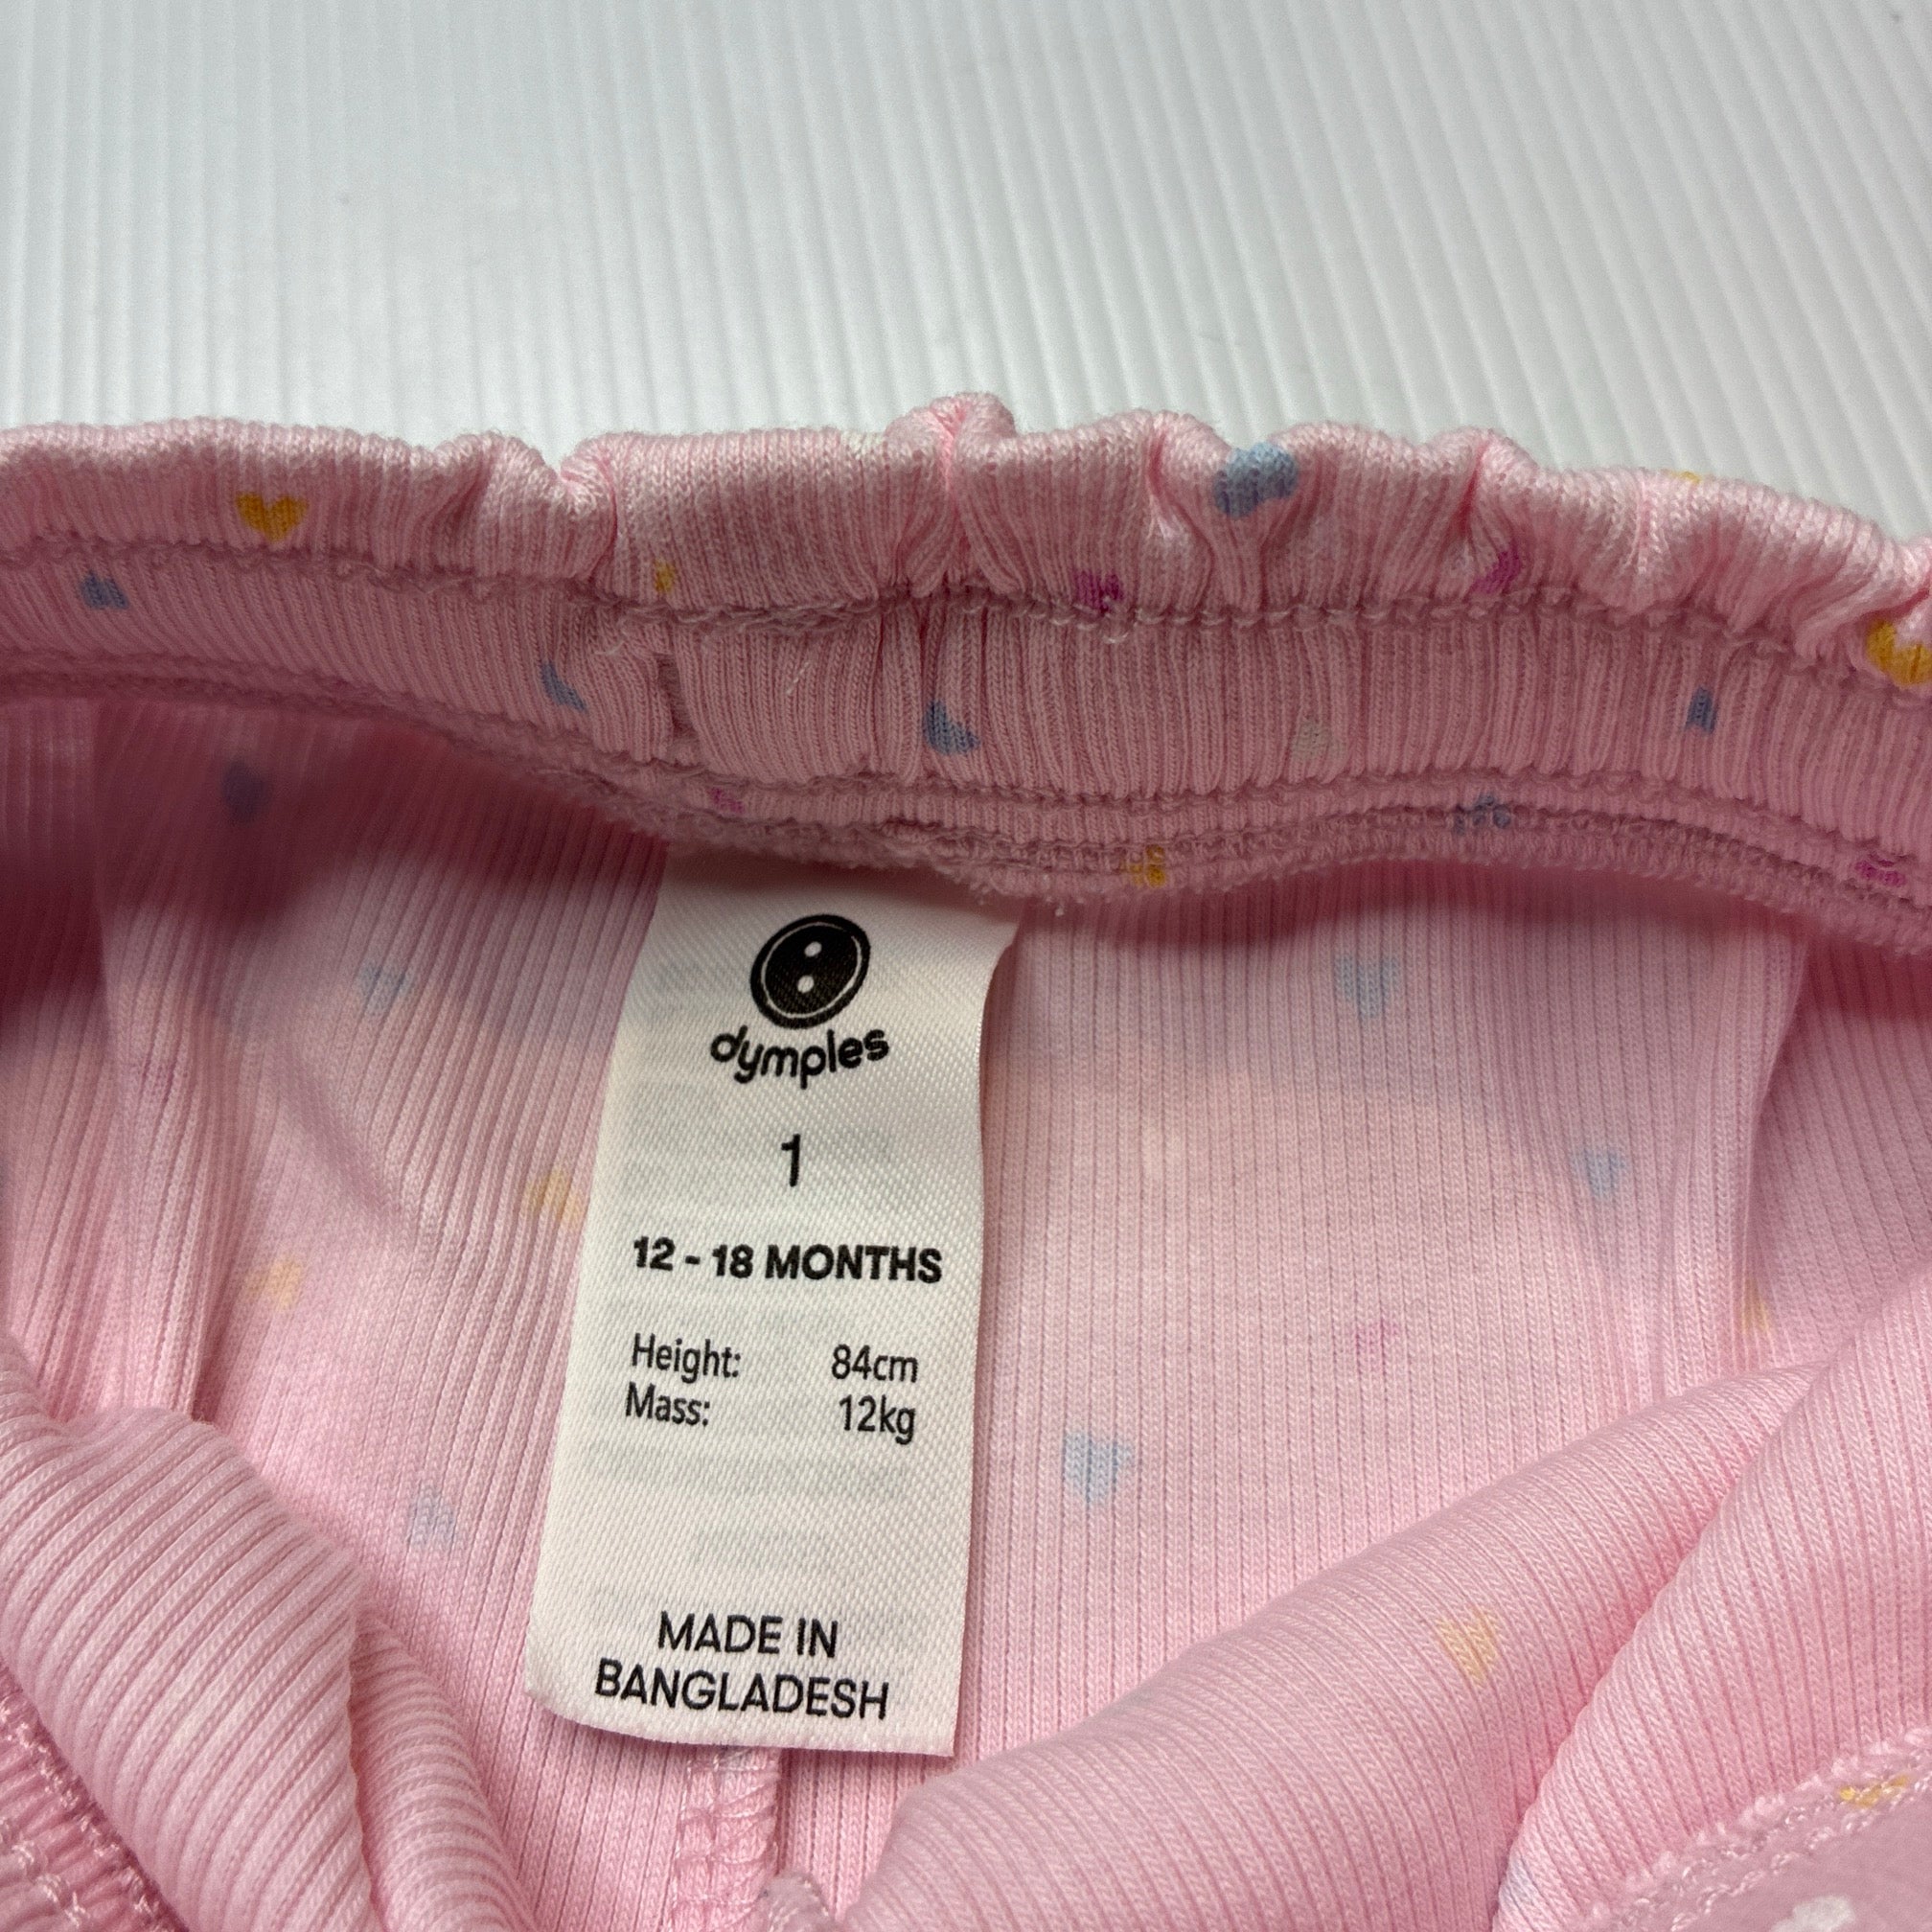 dymples
1
12 - 18 MONTHS
Height: 84cm
Mass: 12kg
MADE IN
BANGLADESH